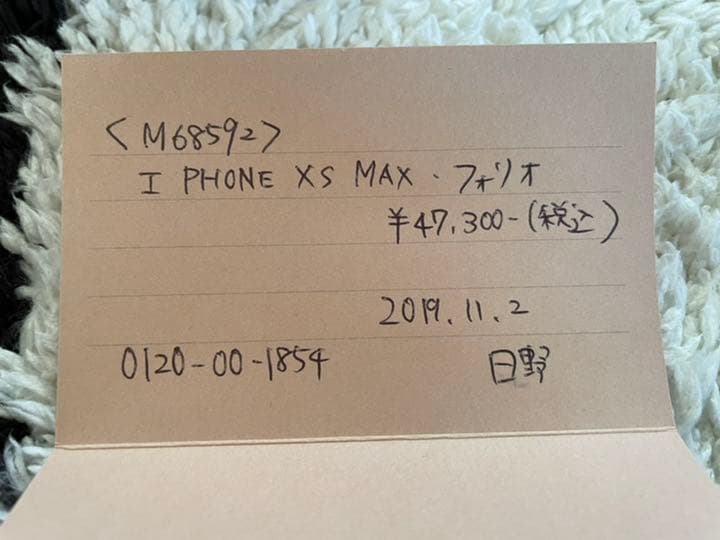 <M68592>
I PHONE XS MAX・フォリオ
¥47,300-(税込)
2019.11.2
0120-00-1854 日野